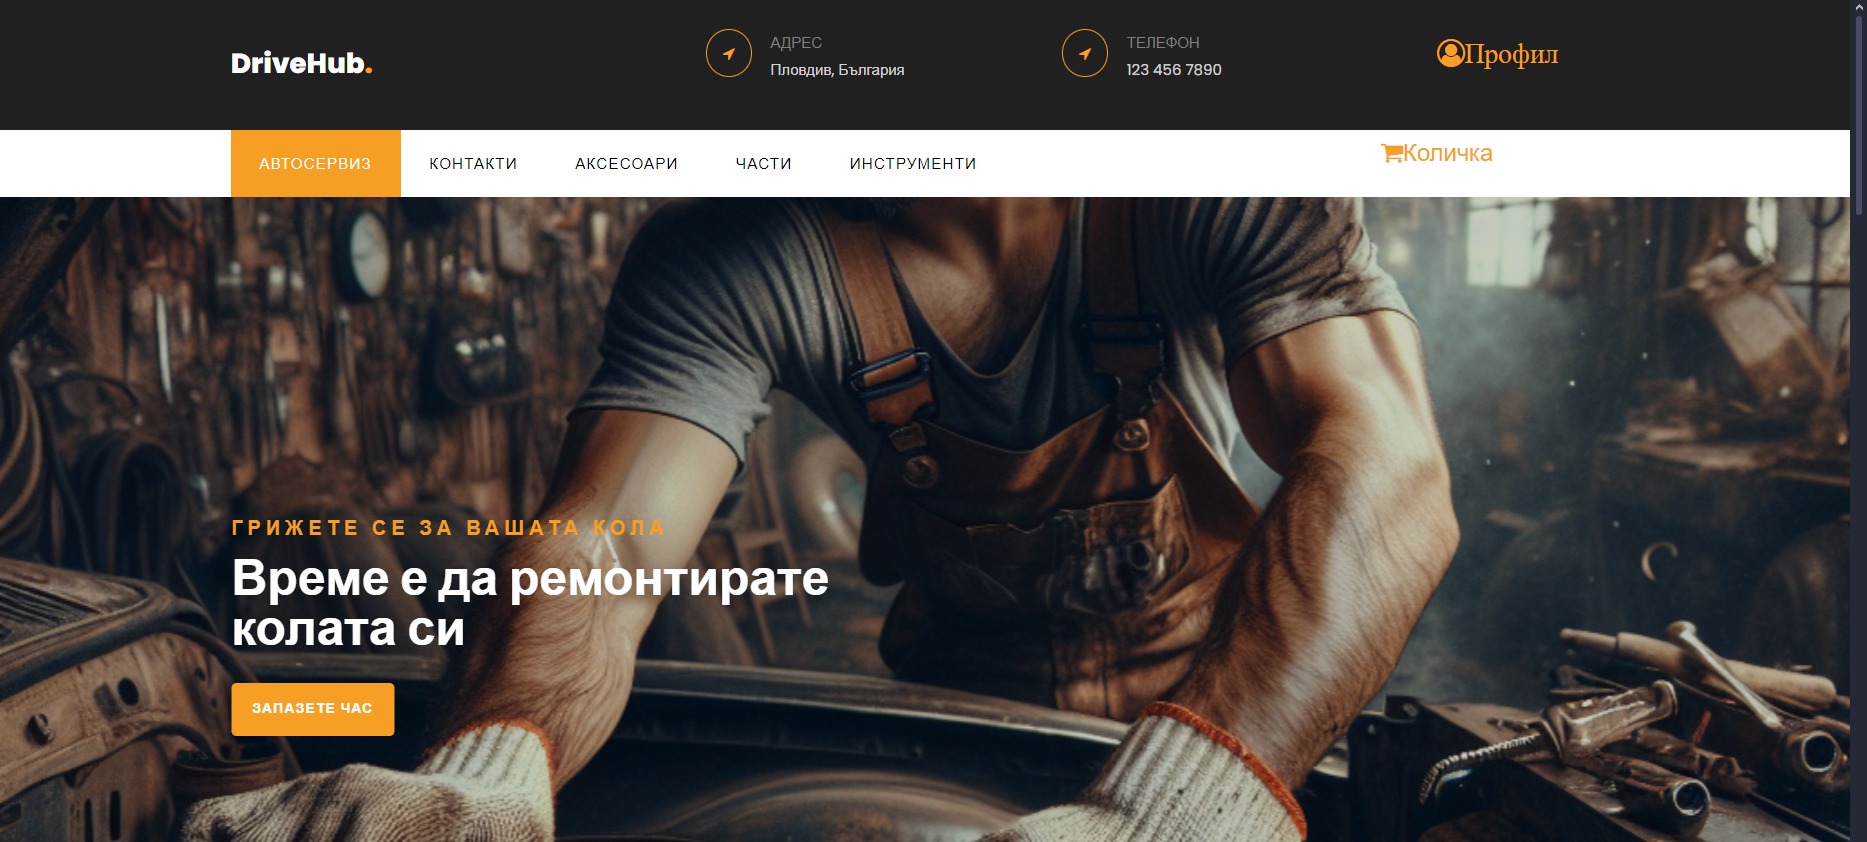 DriveHub.
АДРЕС
Пловдив, България
ТЕЛЕФОН
123 456 7890
Профил
АВТОСЕРВИЗ
КОНТАКТИ
АКСЕСОАРИ
ЧАСТИ
ИНСТРУМЕНТИ
Количка
ГРИЖЕТЕ СЕ ЗА ВАШАТА КОЛА
Време е да ремонтирате
колата си
ЗАПАЗЕТЕ ЧАС